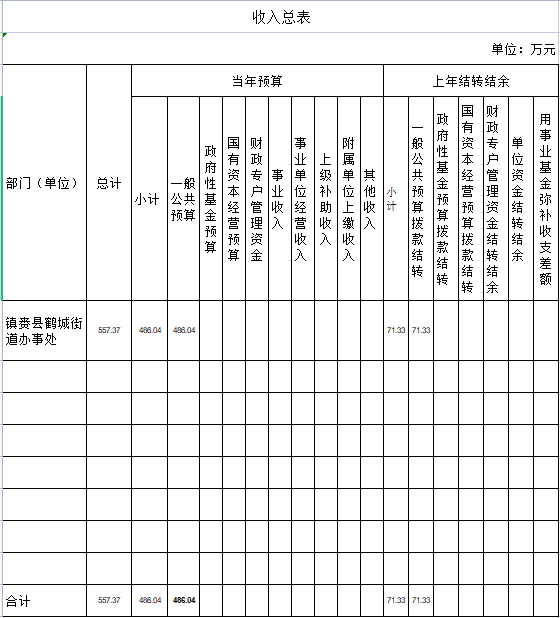 收入总表
单位：万元
部门（单位）
总计
当年预算
上年结转结余
小计
一般公共预算
政府性基金预算
国有资本经营预算
财政专户管理资金
事业收入
事业单位经营收入
上级补助收入
附属单位上缴收入
其他收入
小计
一般公共预算拨款结转
政府性基金预算拨款结转
国有资本经营预算拨款结转
财政专户管理资金结转结余
单位资金结转结余
用事业基金弥补收支差额
镇赉县鹤城街道办事处 557.37 486.04 486.04 71.33 71.33
合计 557.37 486.04 486.04 71.33 71.33